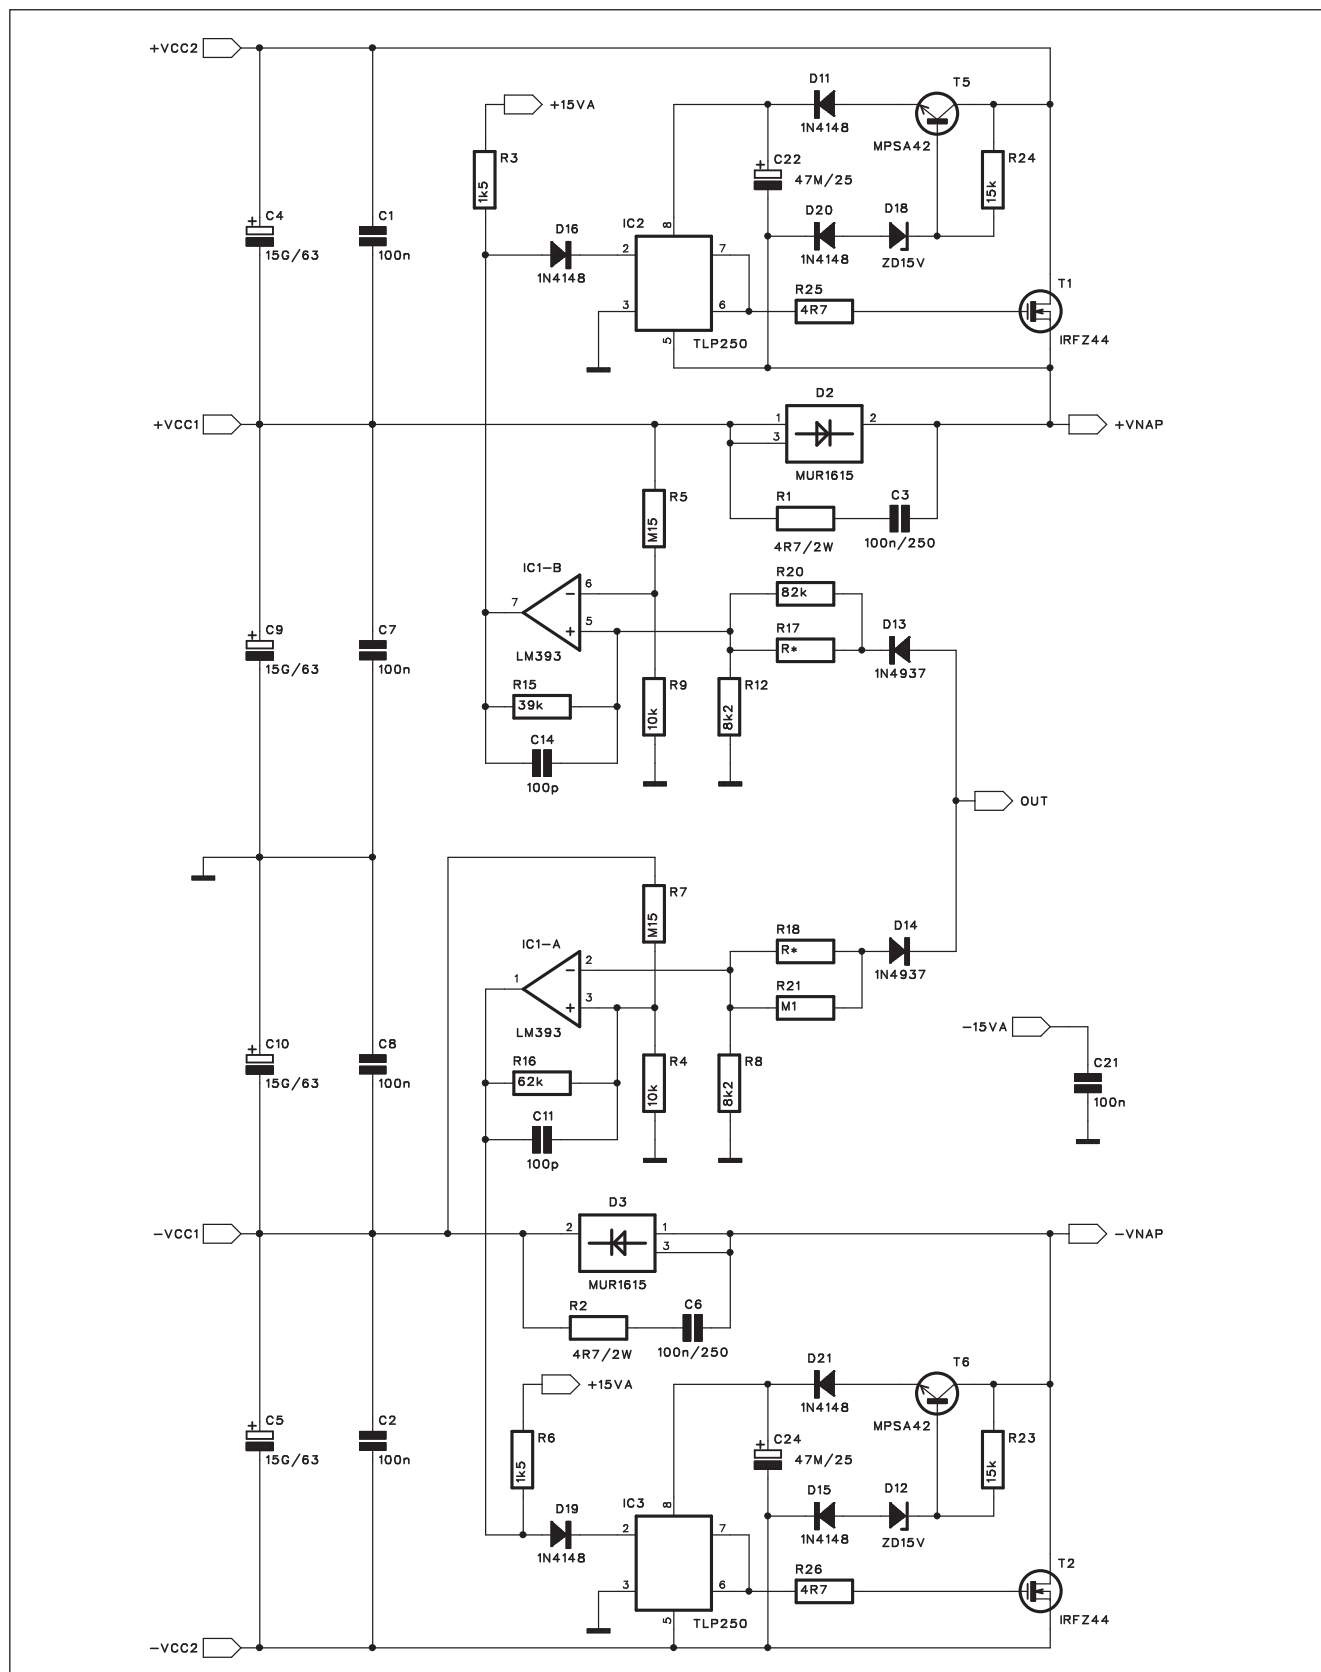 +VCC2
+15VA
R3
1k5
D11
1N4148
T5
MPSA42
C22
+
47M/25
R24
15k
C4
+
15G/63
C1
100n
D16
1N4148
IC2
8
2
3
7
6
5
TLP250
D20
1N4148
D18
ZD15V
R25
4R7
T1
IRFZ44
+VCC1
D2
1
3
2
MUR1615
+VNAP
R5
M15
R1
4R7/2W
C3
100n/250
IC1-B
7
6
5
-
+
LM393
R20
82k
R17
R*
D13
1N4937
C9
+
15G/63
C7
100n
R15
39k
R9
10k
R12
8k2
C14
100p
OUT
R7
M15
IC1-A
1
2
3
-
+
LM393
R18
R*
D14
1N4937
R21
M1
-15VA
C21
100n
C10
+
15G/63
C8
100n
R16
62k
R4
10k
R8
8k2
C11
100p
-VCC1
D3
2
1
3
MUR1615
-VNAP
R2
4R7/2W
C6
100n/250
+15VA
R6
1k5
D21
1N4148
T6
MPSA42
C5
+
15G/63
C2
100n
C24
+
47M/25
R23
15k
D19
1N4148
IC3
8
2
3
7
6
5
TLP250
D15
1N4148
D12
ZD15V
R26
4R7
T2
IRFZ44
-VCC2